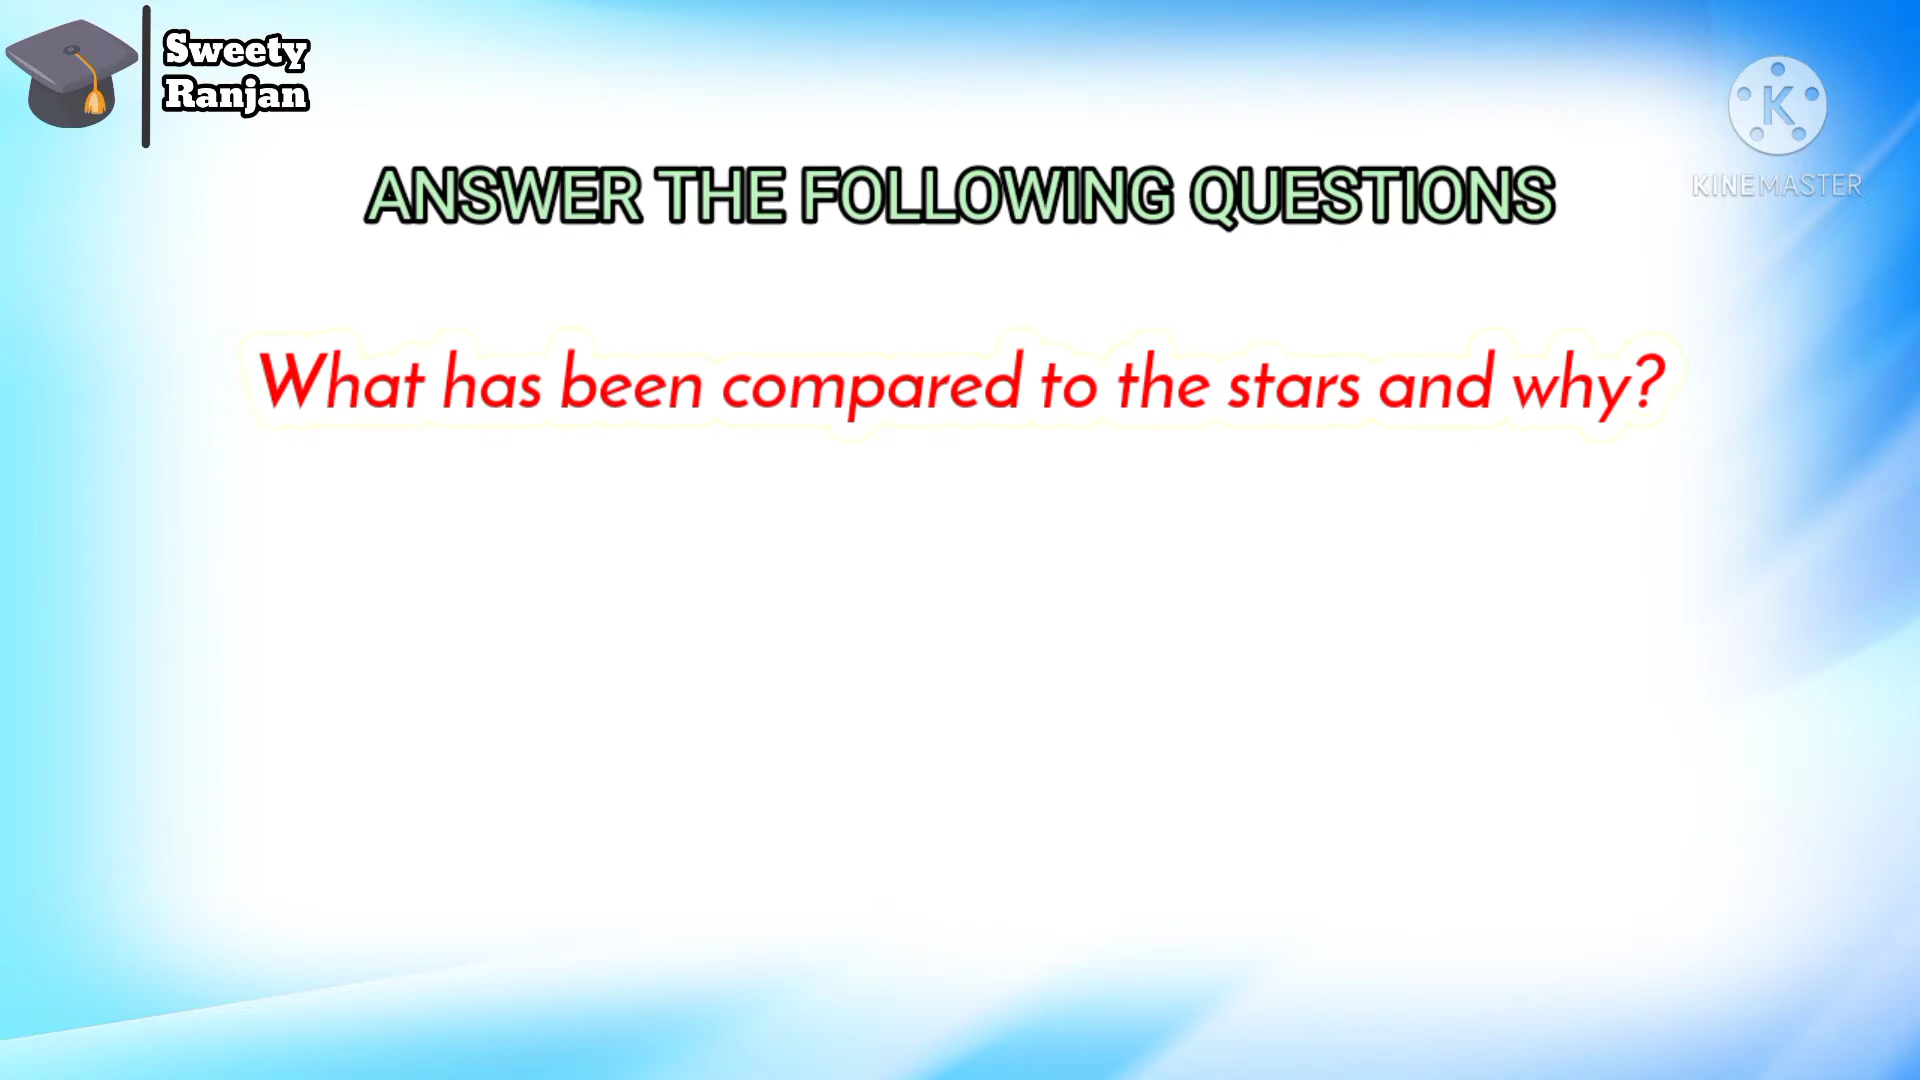 Sweety
Ranjan
K
KINEMASTER
ANSWER THE FOLLOWING QUESTIONS
What has been compared to the stars and why?